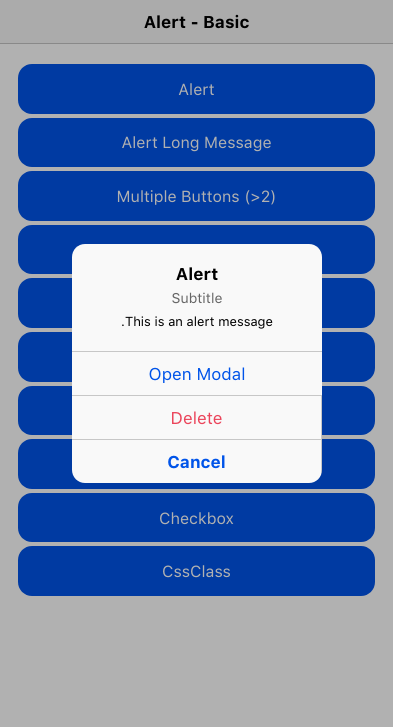 Alert - Basic
Alert
Alert Long Message
Multiple Buttons (>2)
Alert
Subtitle
.This is an alert message
Open Modal
Delete
Cancel
Checkbox
CssClass